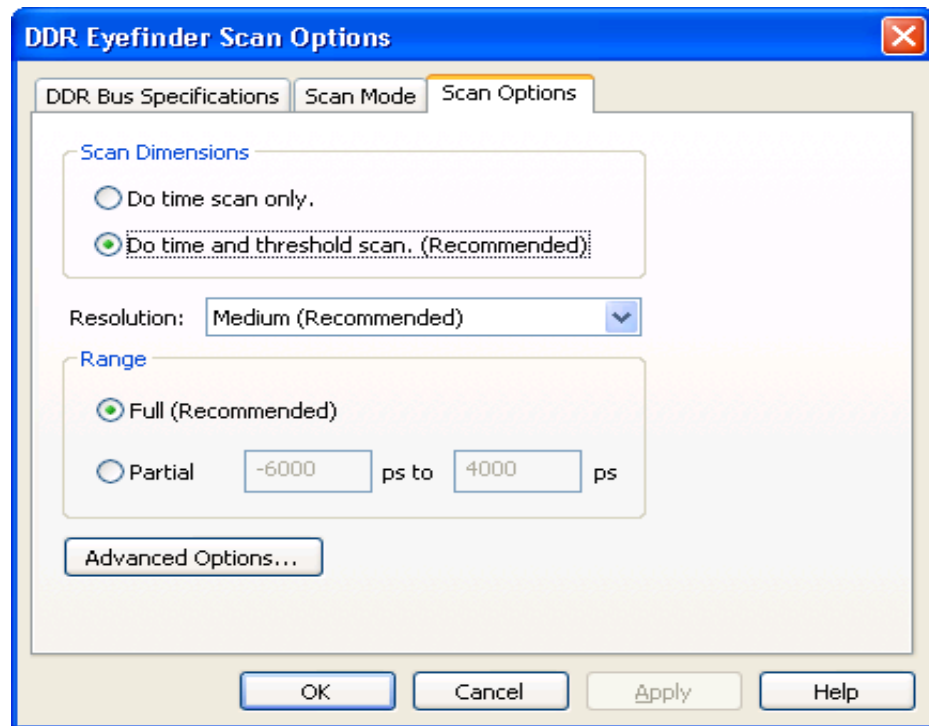 DDR Eyefinder Scan Options
DDR Bus Specifications Scan Mode Scan Options
Scan Dimensions
Do time scan only.
Do time and threshold scan. (Recommended)
Resolution: Medium (Recommended)
Range
Full (Recommended)
Partial -6000 ps to 4000 ps
Advanced Options...
OK Cancel Apply Help